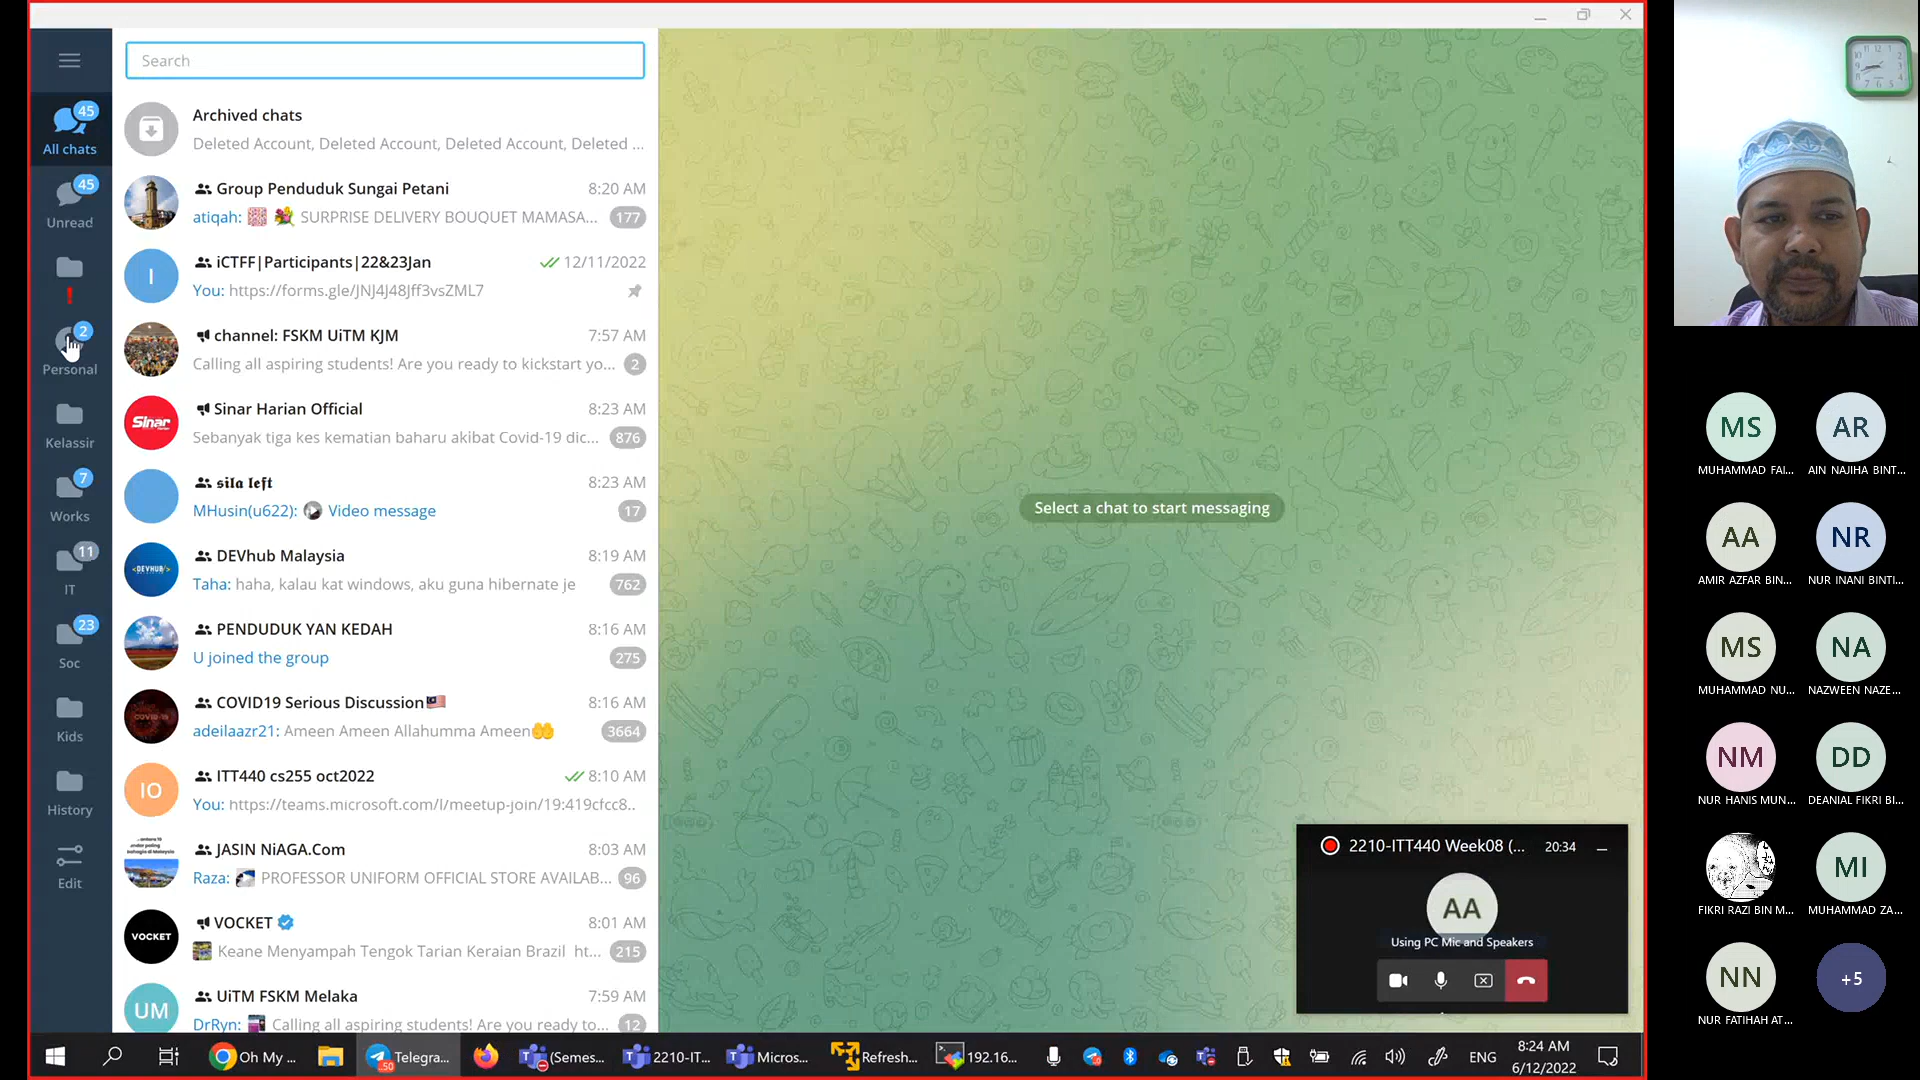 Search
45
All chats
45
Unread
!
2
Personal
Kelassir
7
Works
11
IT
23
Soc
Kids
History
Edit
Archived chats
Deleted Account, Deleted Account, Deleted Account, Deleted ...
Group Penduduk Sungai Petani 8:20 AM
atiqah: SURPRISE DELIVERY BOUQUET MAMASA... 177
I
iCTFF|Participants|22&23Jan 12/11/2022
You: https://forms.gle/JNJ4J48Jff3vsZML7
channel: FSKM UiTM KJM 7:57 AM
Calling all aspiring students! Are you ready to kickstart yo... 2
Sinar
Sinar Harian Official 8:23 AM
Sebanyak tiga kes kematian baharu akibat Covid-19 dic... 876
𝖘𝖎𝖑𝖆 𝖑𝖊𝖋𝖙 8:23 AM
MHusin(u622): Video message 17
<DEVHUB/>
DEVhub Malaysia 8:19 AM
Taha: haha, kalau kat windows, aku guna hibernate je 762
PENDUDUK YAN KEDAH 8:16 AM
U joined the group 275
COVID19
COVID19 Serious Discussion🇲🇾 8:16 AM
adeilaazr21: Ameen Ameen Allahumma Ameen🤲 3664
IO
ITT440 cs255 oct2022 8:10 AM
You: https://teams.microsoft.com/l/meetup-join/19:419cfcc8..
JASIN NiAGA.Com 8:03 AM
Raza: PROFESSOR UNIFORM OFFICIAL STORE AVAILAB... 96
VOCKET
VOCKET 8:01 AM
Keane Menyampah Tengok Tarian Keraian Brazil ht... 215
UM
UiTM FSKM Melaka 7:59 AM
DrRyn: Calling all aspiring students! Are you ready to... 12
Select a chat to start messaging
2210-ITT440 Week08 (... 20:34
AA
Using PC Mic and Speakers
MS AR
MUHAMMAD FAI... AIN NAJIHA BINT...
AA NR
AMIR AZFAR BIN... NUR INANI BINTI...
MS NA
MUHAMMAD NU... NAZWEEN NAZE...
NM DD
NUR HANIS MUN... DEANIAL FIKRI BI...
MI
FIKRI RAZI BIN M... MUHAMMAD ZA...
NN +5
NUR FATIHAH AT...
Oh My ... Telegra... .50 (Semes... 2210-IT... Micros... Refresh... 192.16... ENG 8:24 AM
6/12/2022